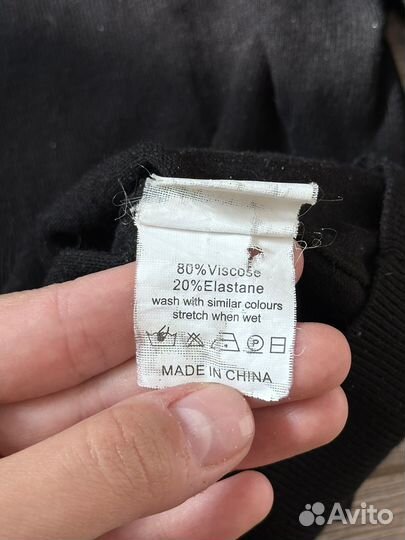 80%Viscose
20%Elastane
wash with similar colours
stretch when wet
MADE IN CHINA
Avito